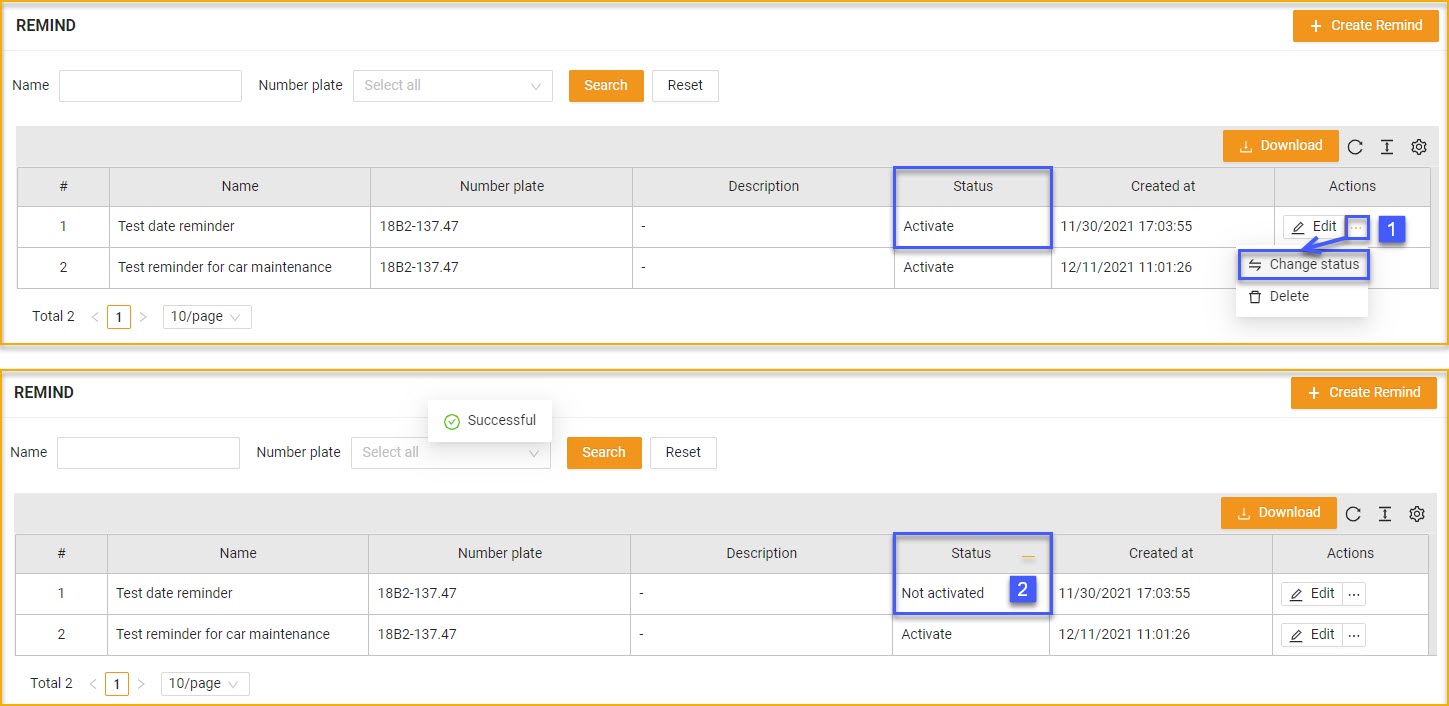 REMIND
+ Create Remind
Name Number plate Select all Search Reset
Download
# Name Number plate Description Status Created at Actions
1 Test date reminder 18B2-137.47 - Activate 11/30/2021 17:03:55 Edit ... 1
2 Test reminder for car maintenance 18B2-137.47 - Activate 12/11/2021 11:01:26
Change status
Delete
Total 2 < 1 > 10/page
REMIND
+ Create Remind
Successful
Name Number plate Select all Search Reset
Download
# Name Number plate Description Status Created at Actions
1 Test date reminder 18B2-137.47 - Not activated 2 11/30/2021 17:03:55 Edit ...
2 Test reminder for car maintenance 18B2-137.47 - Activate 12/11/2021 11:01:26 Edit ...
Total 2 < 1 > 10/page